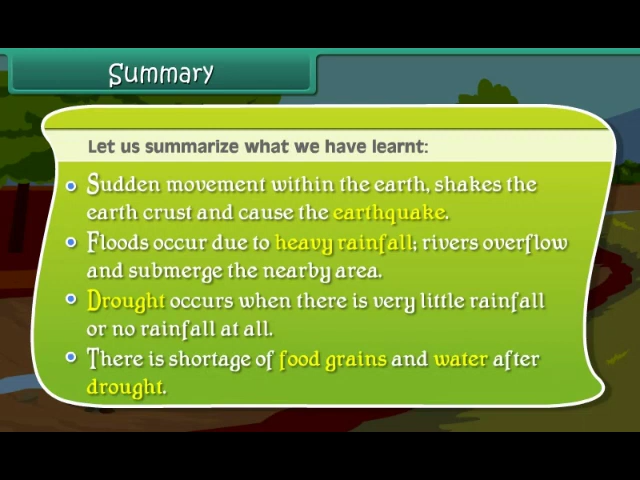 Summary
Let us summarize what we have learnt:
Sudden movement within the earth, shakes the
earth crust and cause the earthquake.
Floods occur due to heavy rainfall; rivers overflow
and submerge the nearby area.
Drought occurs when there is very little rainfall
or no rainfall at all.
There is shortage of food grains and water after
drought.